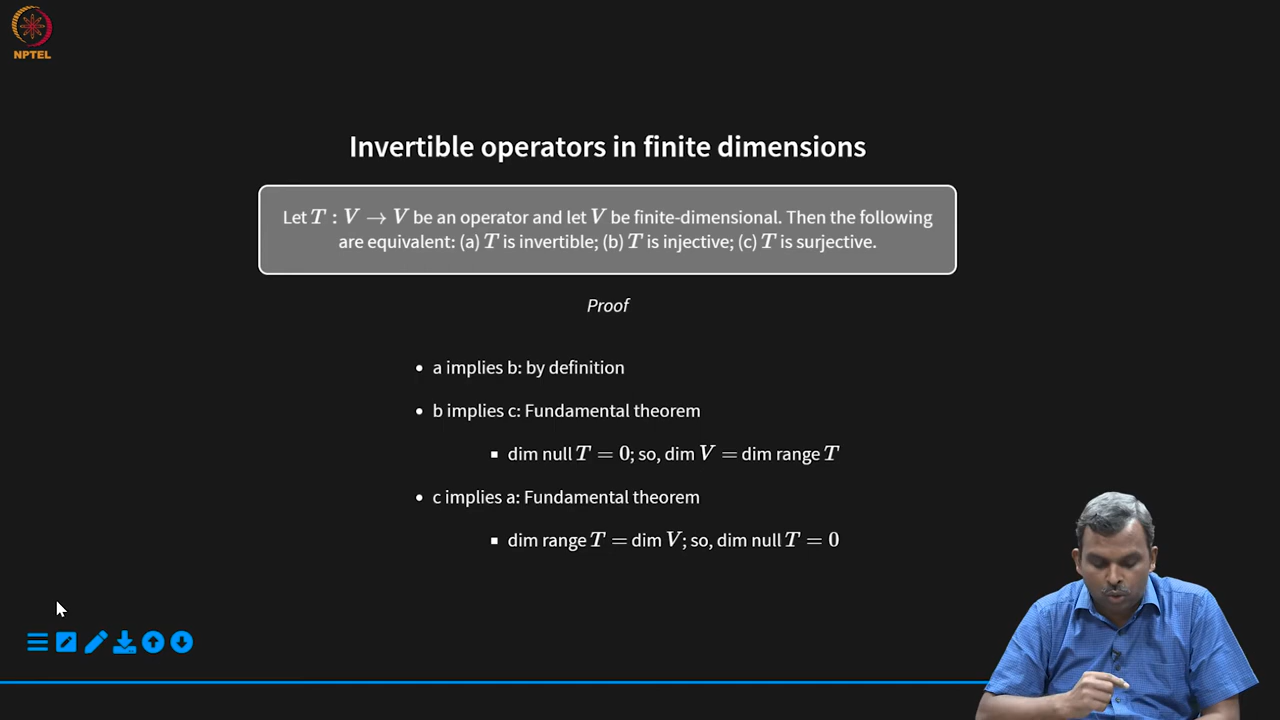 NPTEL
Invertible operators in finite dimensions
Let T : V → V be an operator and let V be finite-dimensional. Then the following
are equivalent: (a) T is invertible; (b) T is injective; (c) T is surjective.
Proof
• a implies b: by definition
• b implies c: Fundamental theorem
▪ dim null T = 0; so, dim V = dim range T
• c implies a: Fundamental theorem
▪ dim range T = dim V; so, dim null T = 0